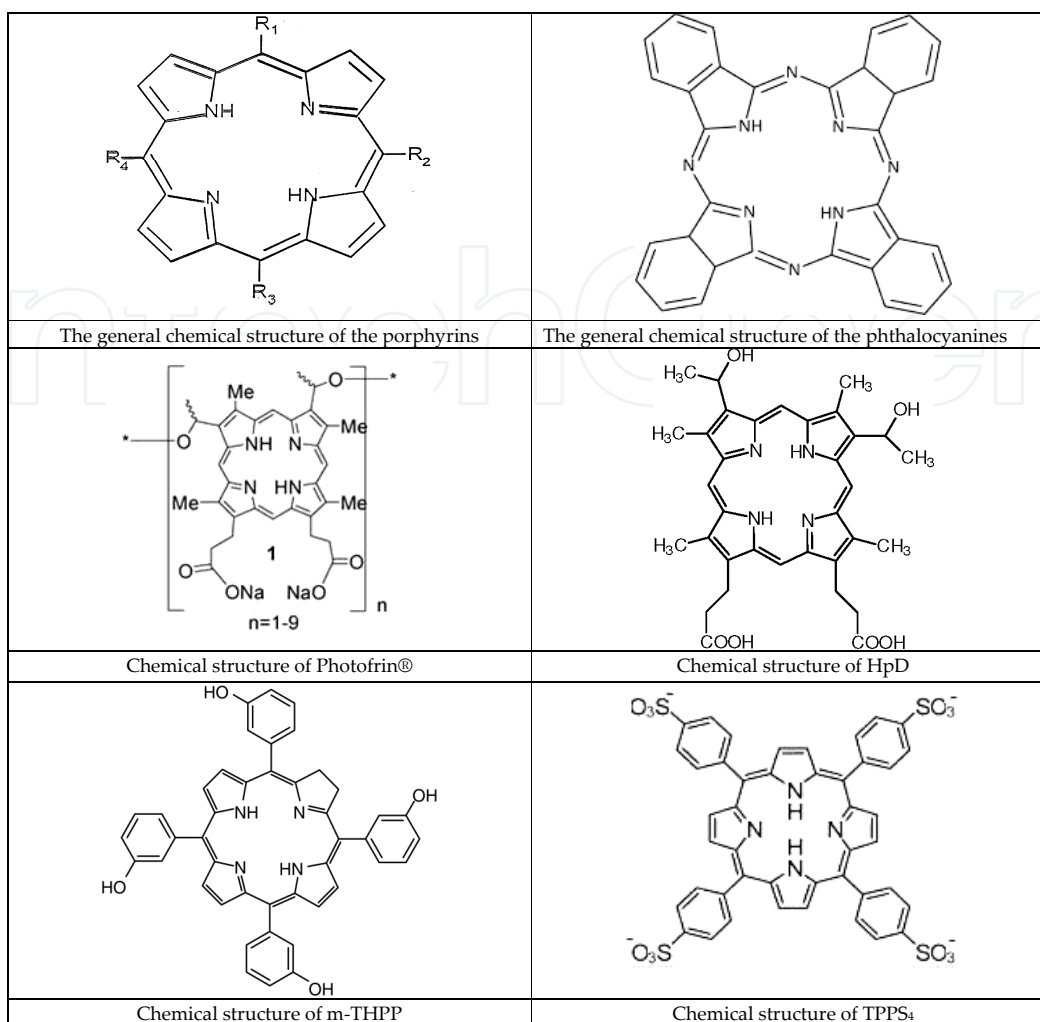 R₁
NH
N
R₄
R₂
N
HN
R₃
N
NH
N
N
N
N
HN
N
The general chemical structure of the porphyrins
The general chemical structure of the phthalocyanines
O
*
Me
*
O
Me
NH
N
N
HN
Me
Me
1
O
O
ONa
NaO
n
n=1-9
OH
H₃C
CH₃
OH
H₃C
N
HN
CH₃
NH
N
H₃C
CH₃
COOH
COOH
Chemical structure of Photofrin®
Chemical structure of HpD
HO
OH
NH
N
N
HN
HO
OH
⁻O₃S
SO₃⁻
N
H
N
N
H
N
⁻O₃S
SO₃⁻
Chemical structure of m-THPP
Chemical structure of TPPS₄